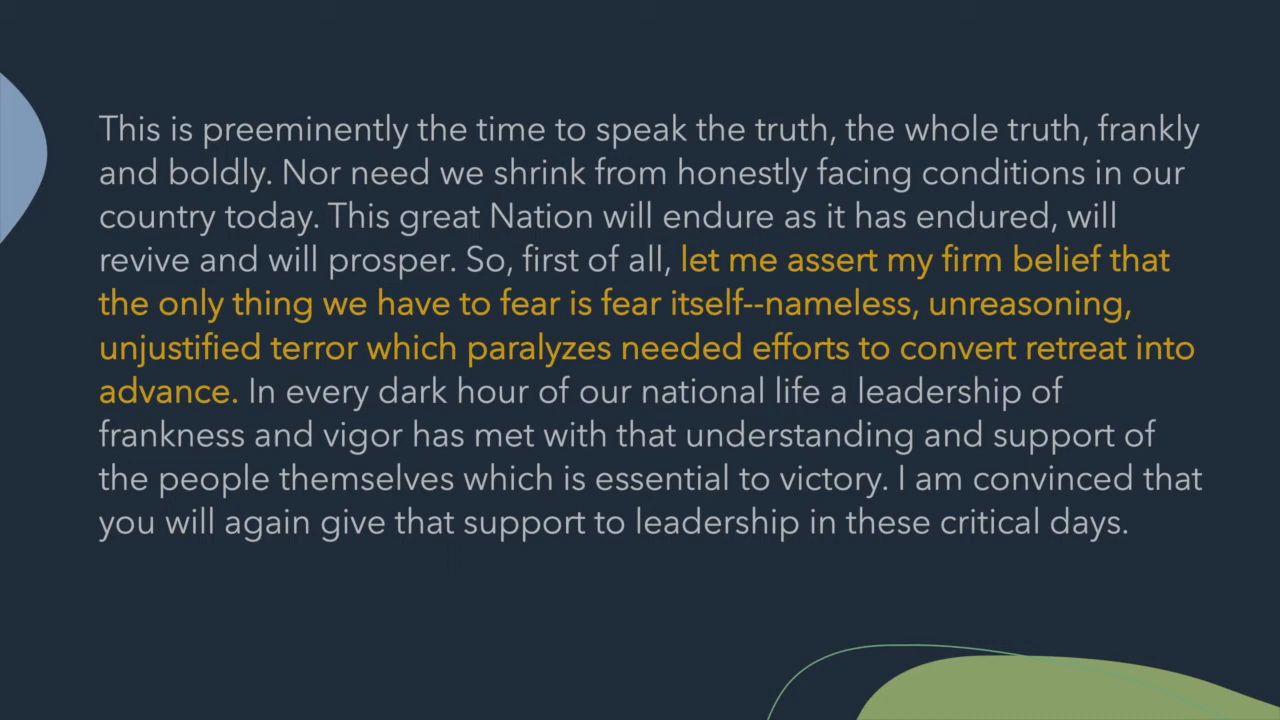 This is preeminently the time to speak the truth, the whole truth, frankly
and boldly. Nor need we shrink from honestly facing conditions in our
country today. This great Nation will endure as it has endured, will
revive and will prosper. So, first of all, let me assert my firm belief that
the only thing we have to fear is fear itself--nameless, unreasoning,
unjustified terror which paralyzes needed efforts to convert retreat into
advance. In every dark hour of our national life a leadership of
frankness and vigor has met with that understanding and support of
the people themselves which is essential to victory. I am convinced that
you will again give that support to leadership in these critical days.